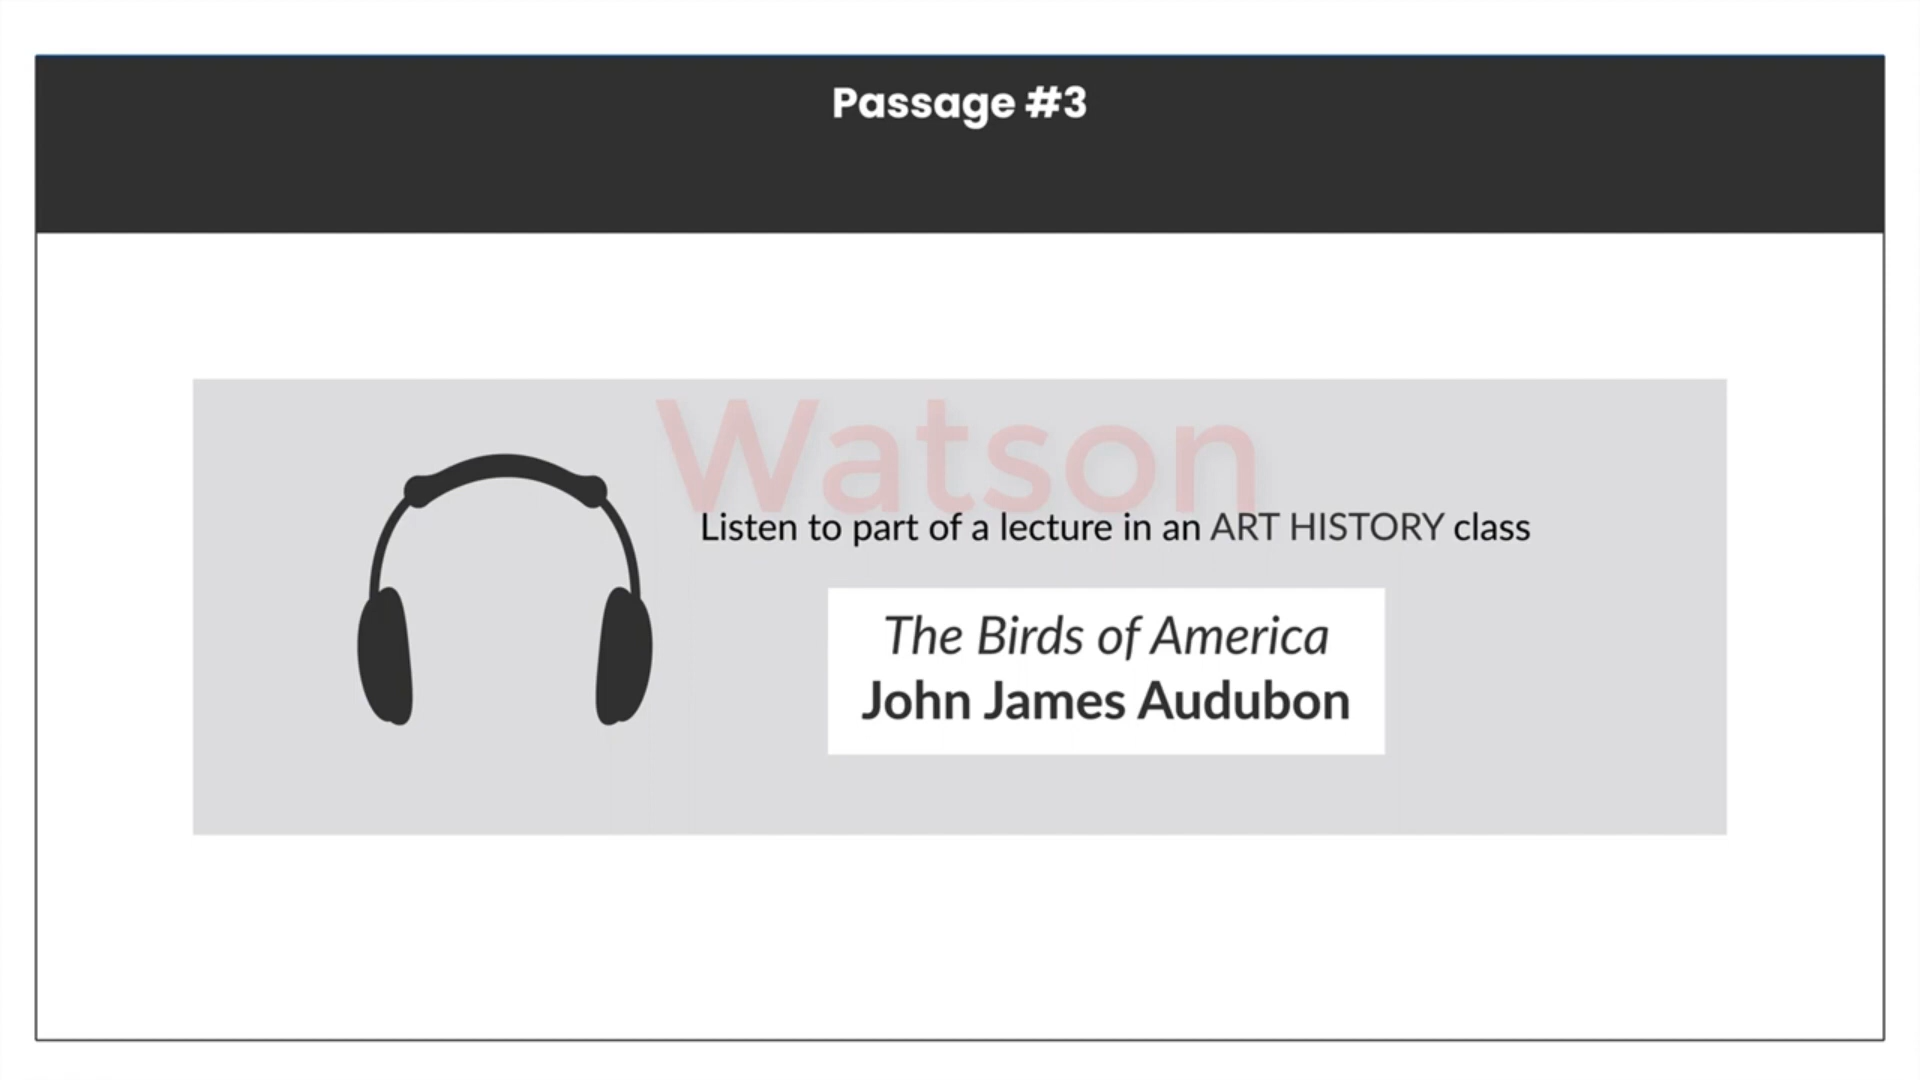 Passage #3
Watson
Listen to part of a lecture in an ART HISTORY class
The Birds of America
John James Audubon